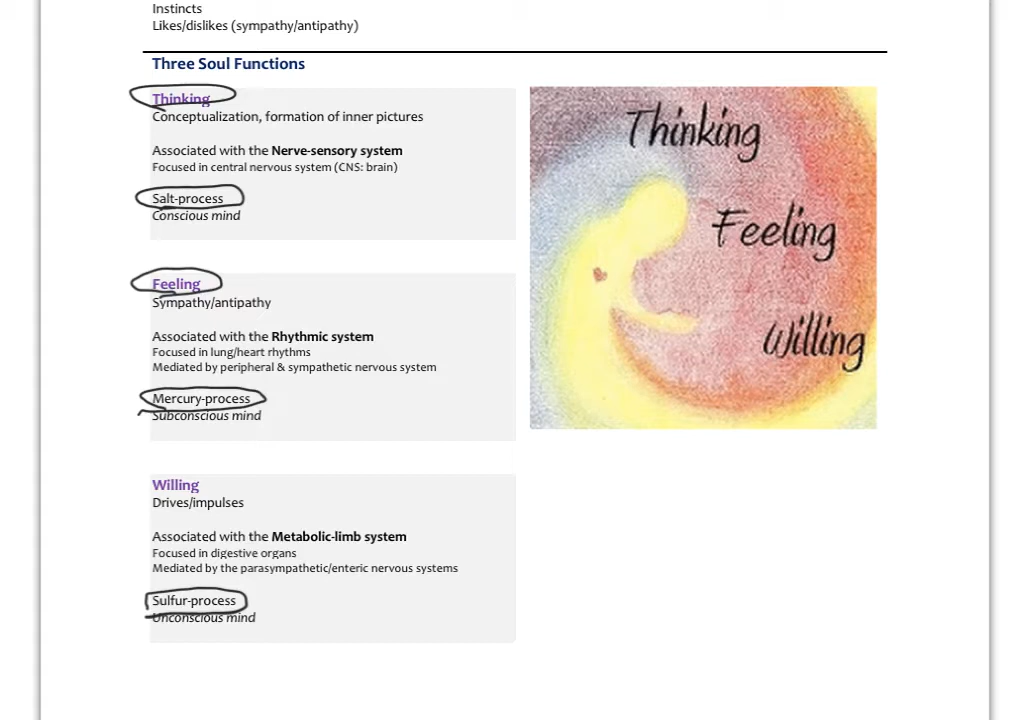 Instincts
Likes/dislikes (sympathy/antipathy)
Three Soul Functions
Thinking
Conceptualization, formation of inner pictures
Associated with the Nerve-sensory system
Focused in central nervous system (CNS: brain)
Salt-process
Conscious mind
Feeling
Sympathy/antipathy
Associated with the Rhythmic system
Focused in lung/heart rhythms
Mediated by peripheral & sympathetic nervous system
Mercury-process
Subconscious mind
Willing
Drives/impulses
Associated with the Metabolic-limb system
Focused in digestive organs
Mediated by the parasympathetic/enteric nervous systems
Sulfur-process
Unconscious mind
Thinking
Feeling
Willing